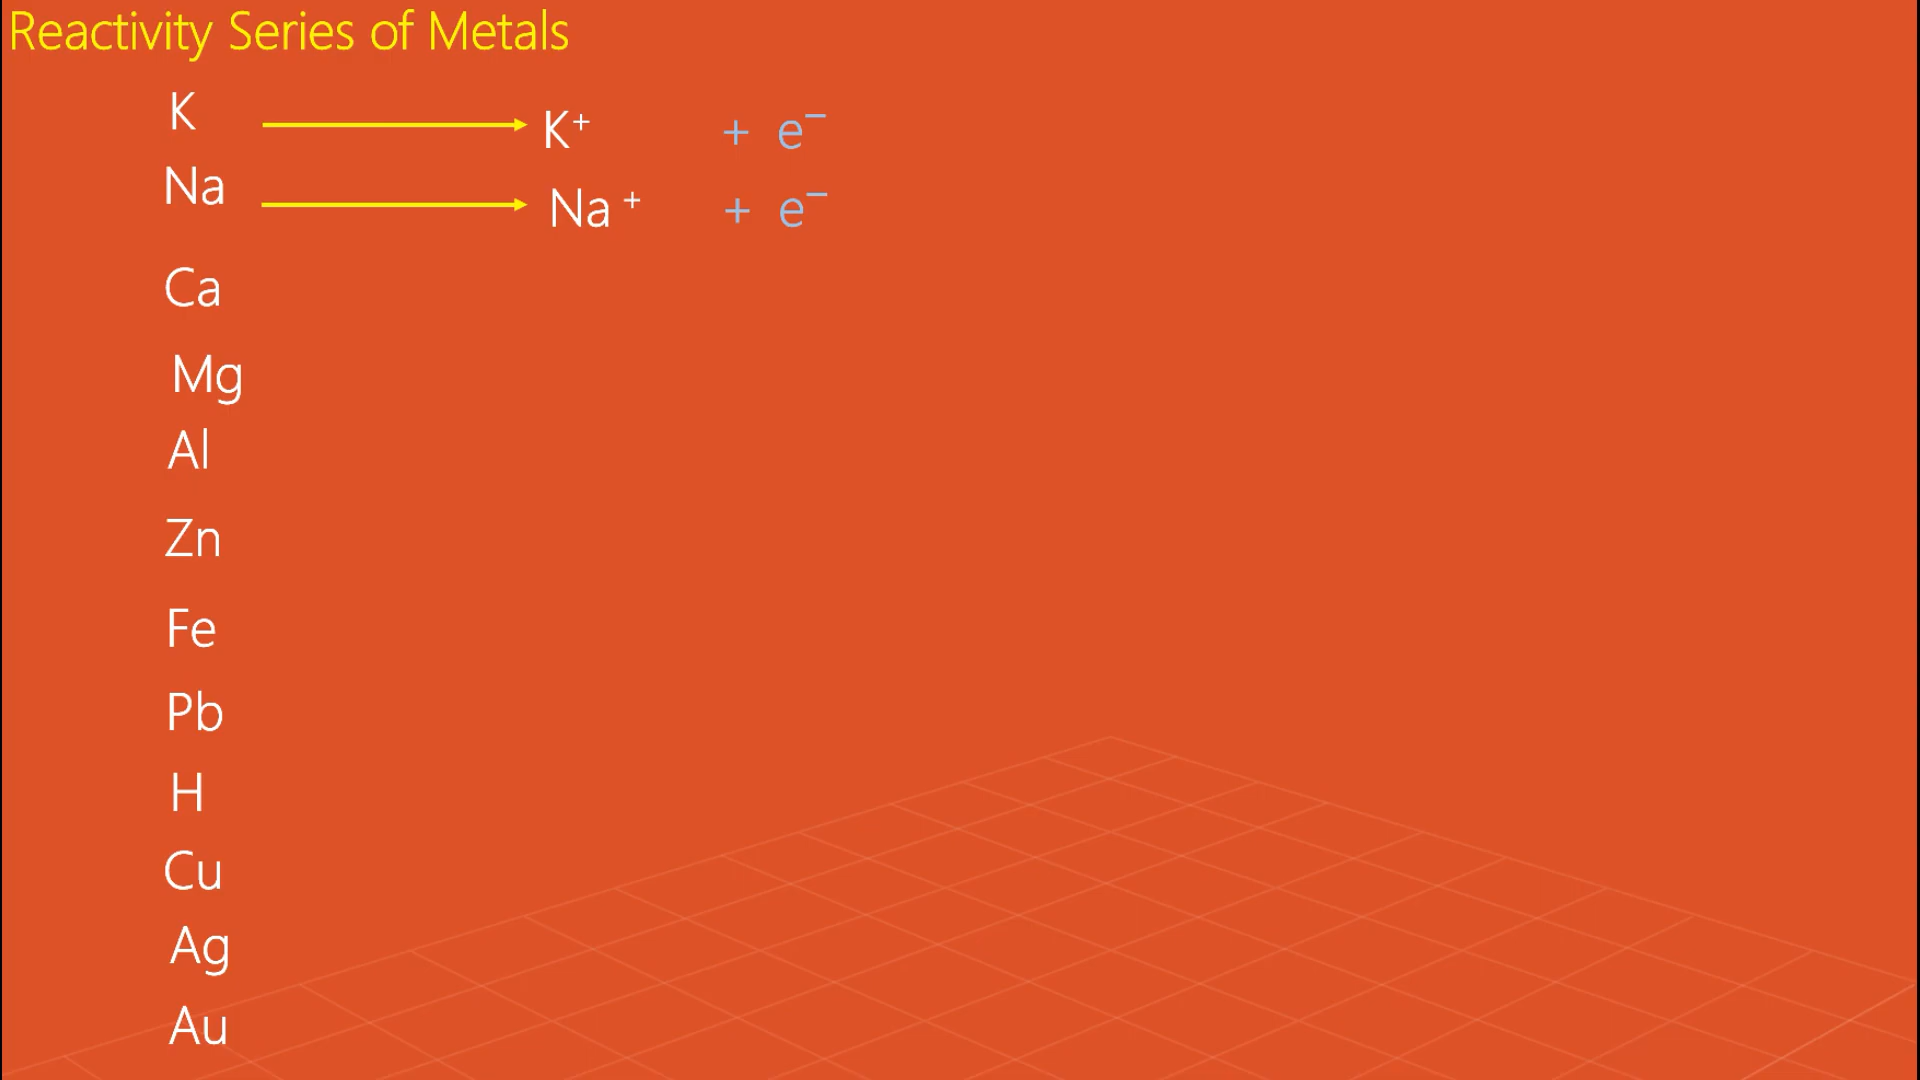 Reactivity Series of Metals
K K⁺ + e⁻
Na Na⁺ + e⁻
Ca
Mg
Al
Zn
Fe
Pb
H
Cu
Ag
Au